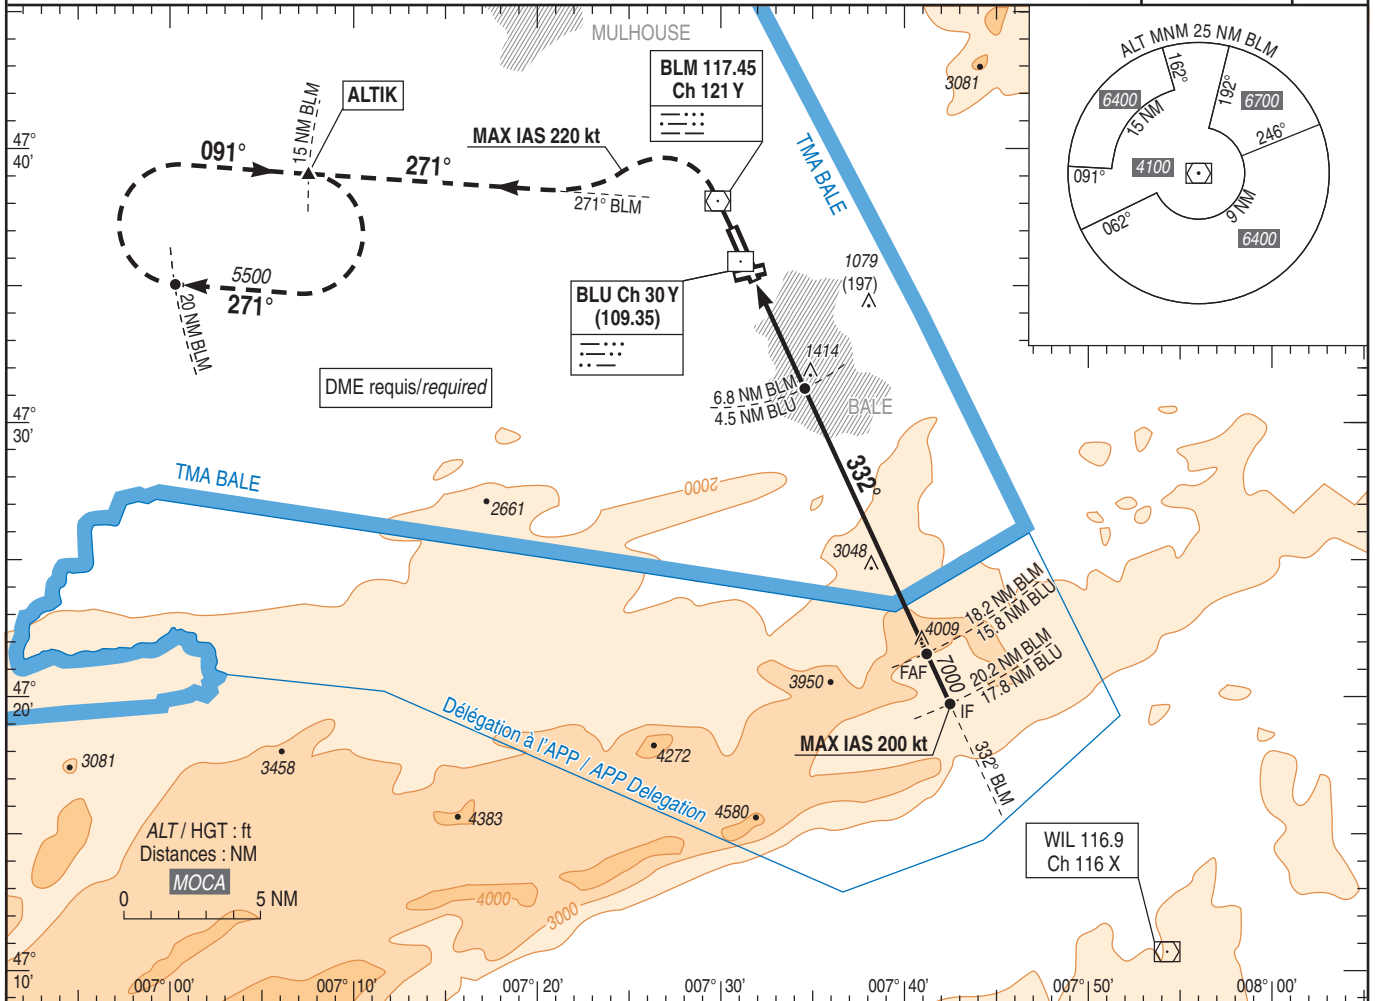 MULHOUSE
BLM 117.45
Ch 121 Y
3081
ALT MNM 25 NM BLM
162°
192°
6400
6700
15 NM
246°
4100
091°
062°
9 NM
6400
ALTIK
15 NM BLM
47°
40'
091°
271°
MAX IAS 220 kt
271° BLM
TMA BALE
5500
271°
20 NM BLM
BLU Ch 30 Y
(109.35)
1079
(197)
DME requis/required
1414
6.8 NM BLM
4.5 NM BLU
BALE
47°
30'
TMA BALE
332°
2000
2661
3048
18.2 NM BLM
15.8 NM BLU
4009
FAF
7000
20.2 NM BLM
17.8 NM BLU
IF
3950
47°
20'
MAX IAS 200 kt
332° BLM
Délégation à l'APP / APP Delegation
3081
3458
4272
4383
4580
ALT / HGT : ft
Distances : NM
MOCA
0 5 NM
4000
3000
WIL 116.9
Ch 116 X
47°
10'
007° 00'
007° 10'
007° 20'
007° 30'
007° 40'
007° 50'
008° 00'